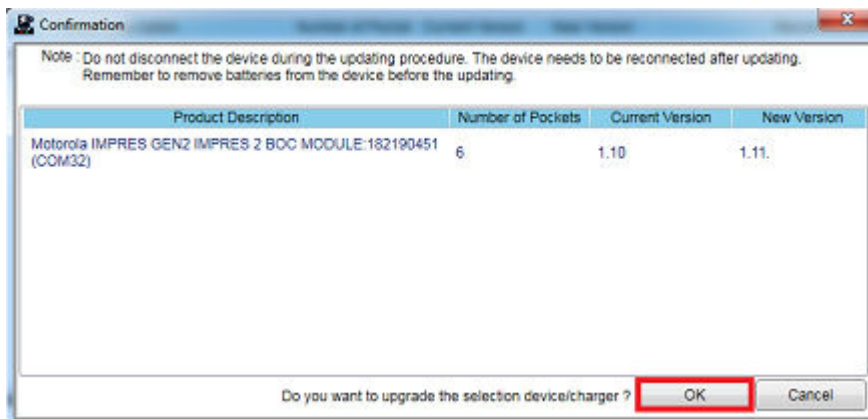 Confirmation
Note : Do not disconnect the device during the updating procedure. The device needs to be reconnected after updating.
Remember to remove batteries from the device before the updating.
Product Description Number of Pockets Current Version New Version
Motorola IMPRES GEN2 IMPRES 2 BOC MODULE:182190451 6 1.10 1.11.
(COM32)
Do you want to upgrade the selection device/charger ? OK Cancel